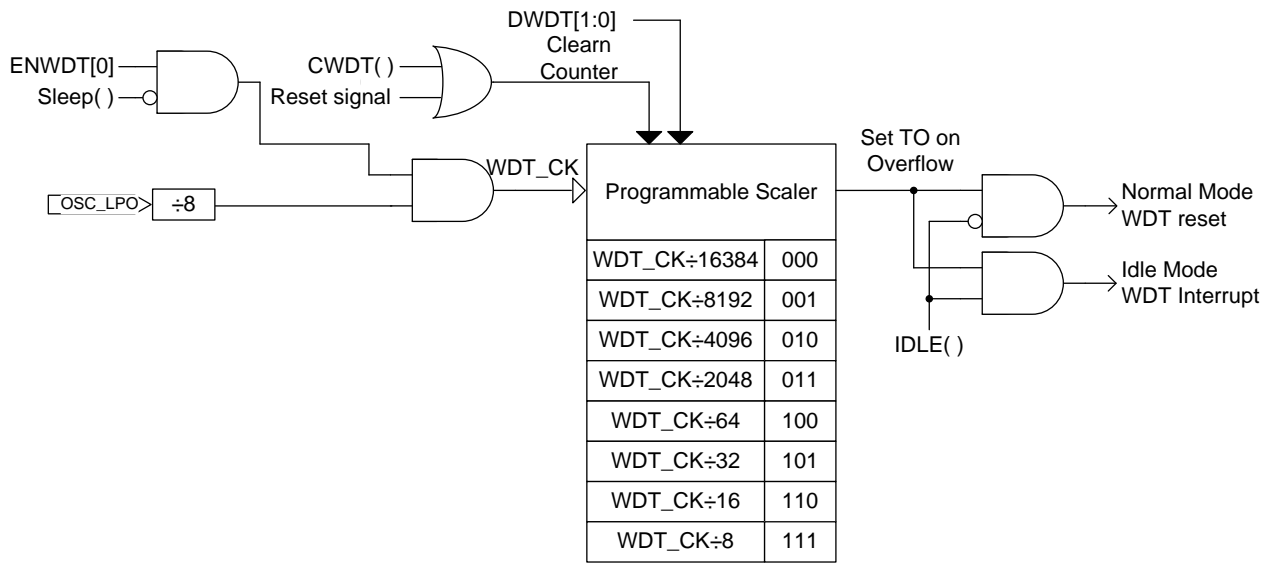 DWDT[1:0]
Clearn
Counter
ENWDT[0]
Sleep( )
CWDT( )
Reset signal
OSC_LPO
÷8
WDT_CK
Programmable Scaler
WDT_CK÷16384 000
WDT_CK÷8192 001
WDT_CK÷4096 010
WDT_CK÷2048 011
WDT_CK÷64 100
WDT_CK÷32 101
WDT_CK÷16 110
WDT_CK÷8 111
Set TO on
Overflow
Normal Mode
WDT reset
Idle Mode
WDT Interrupt
IDLE( )